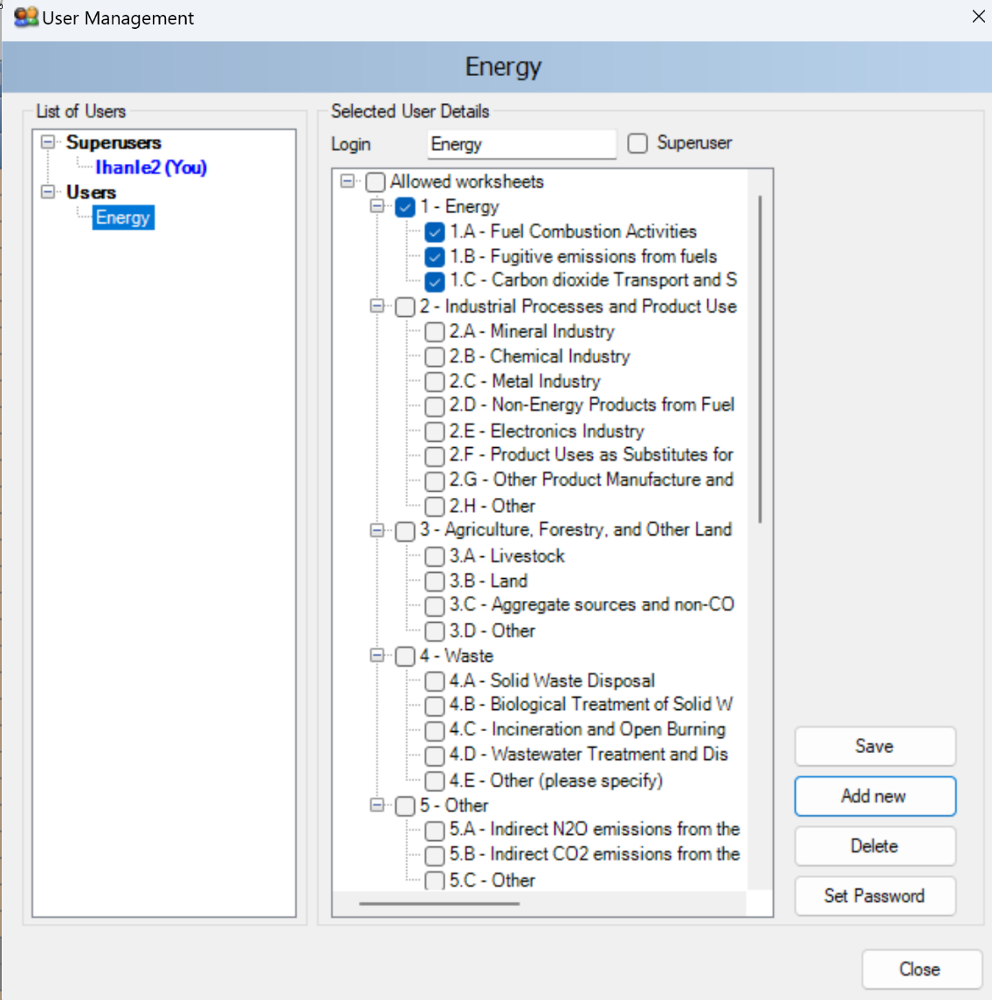 User Management
Energy
List of Users
Superusers
lhanle2 (You)
Users
Energy
Selected User Details
Login
Energy
Superuser
Allowed worksheets
1 - Energy
1.A - Fuel Combustion Activities
1.B - Fugitive emissions from fuels
1.C - Carbon dioxide Transport and S
2 - Industrial Processes and Product Use
2.A - Mineral Industry
2.B - Chemical Industry
2.C - Metal Industry
2.D - Non-Energy Products from Fuel
2.E - Electronics Industry
2.F - Product Uses as Substitutes for
2.G - Other Product Manufacture and
2.H - Other
3 - Agriculture, Forestry, and Other Land
3.A - Livestock
3.B - Land
3.C - Aggregate sources and non-CO
3.D - Other
4 - Waste
4.A - Solid Waste Disposal
4.B - Biological Treatment of Solid W
4.C - Incineration and Open Burning
4.D - Wastewater Treatment and Dis
4.E - Other (please specify)
5 - Other
5.A - Indirect N2O emissions from the
5.B - Indirect CO2 emissions from the
5.C - Other
Save
Add new
Delete
Set Password
Close